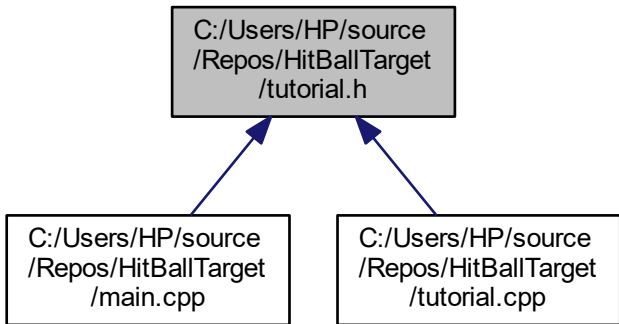 C:/Users/HP/source
/Repos/HitBallTarget
/tutorial.h
C:/Users/HP/source
/Repos/HitBallTarget
/main.cpp
C:/Users/HP/source
/Repos/HitBallTarget
/tutorial.cpp